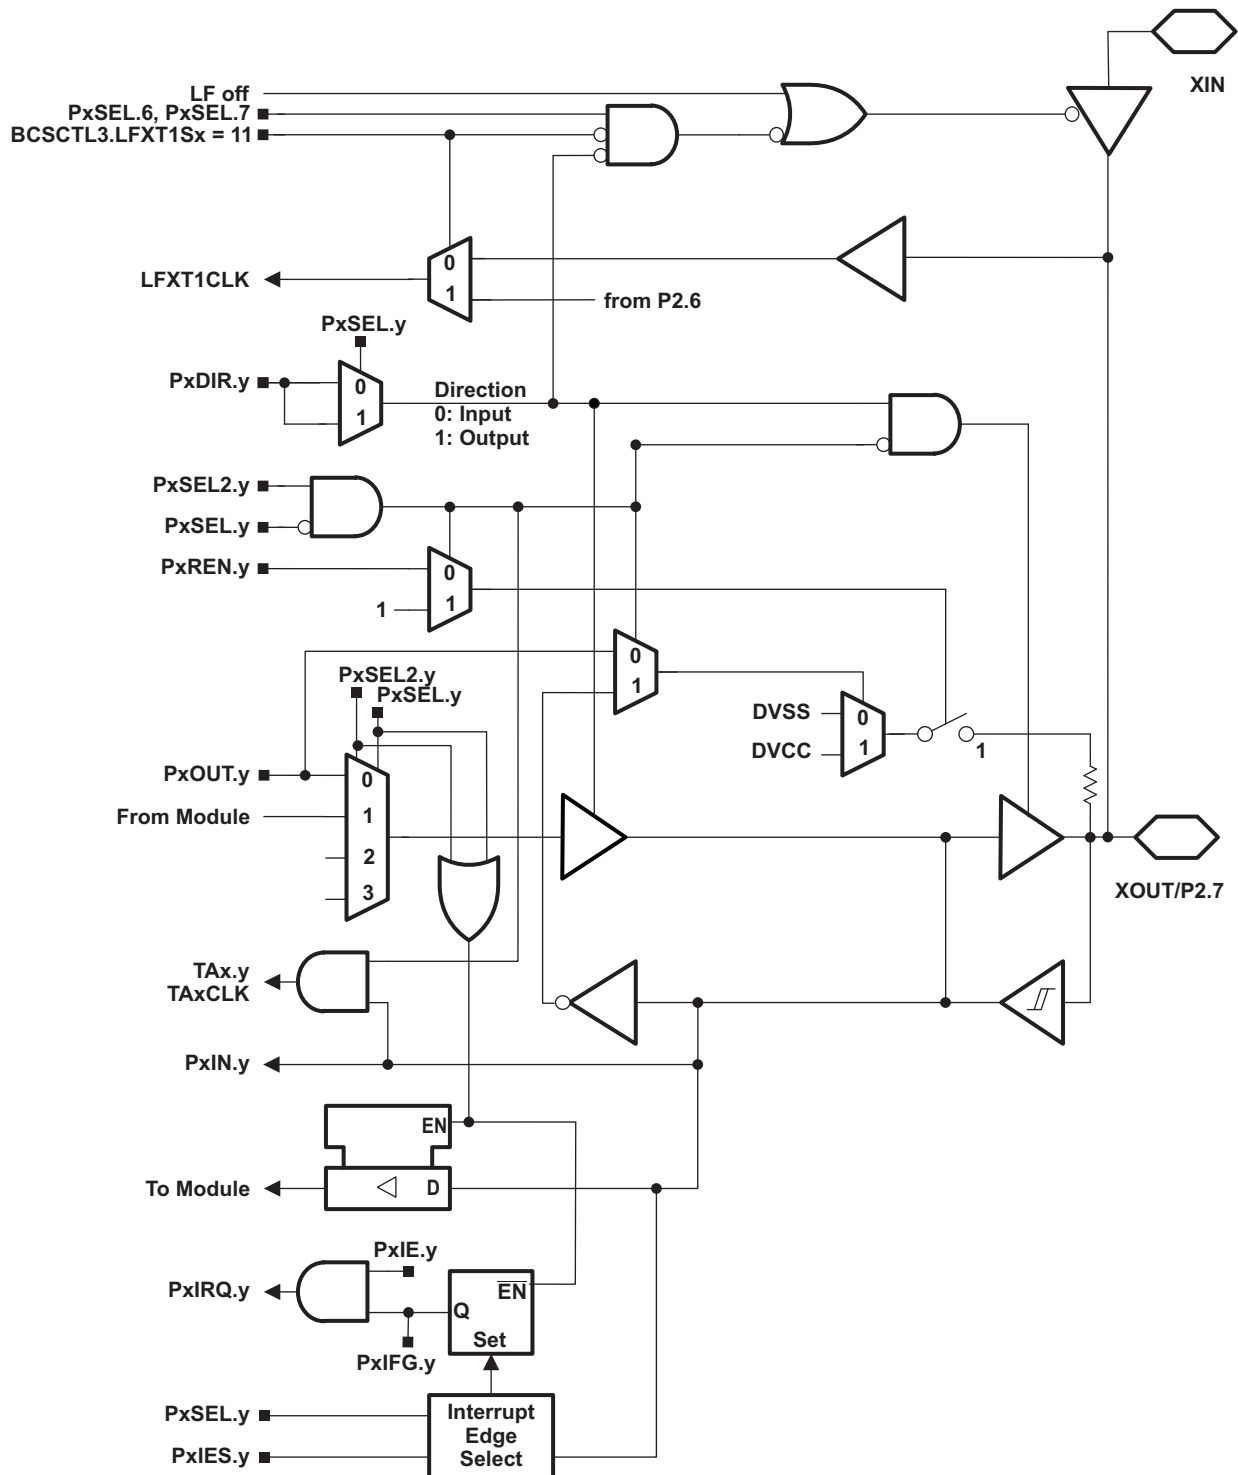 XIN
LF off
PxSEL.6, PxSEL.7
BCSCTL3.LFXT1Sx = 11
LFXT1CLK
0
1
from P2.6
PxSEL.y
PxDIR.y
0
1
Direction
0: Input
1: Output
PxSEL2.y
PxSEL.y
PxREN.y
0
1
1
0
1
PxSEL2.y
PxSEL.y
DVSS
DVCC
0
1
1
PxOUT.y
From Module
0
1
2
3
XOUT/P2.7
TAx.y
TAxCLK
PxIN.y
EN
To Module
D
PxIE.y
PxIRQ.y
EN
Q
Set
PxIFG.y
PxSEL.y
PxIES.y
Interrupt
Edge
Select